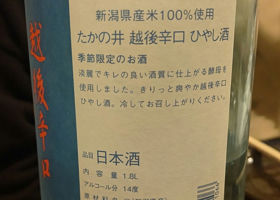 越後辛口
新潟県産米100%使用
たかの井 越後辛口 ひやし酒
季節限定のお酒
淡麗でキレの良い酒質に仕上がる酵母を
使用しました。きりっと爽やか越後辛口
ひやし酒。冷してお召し上がりください。
品目 日本酒
内容量 1.8L
アルコール分 14度
原材料名